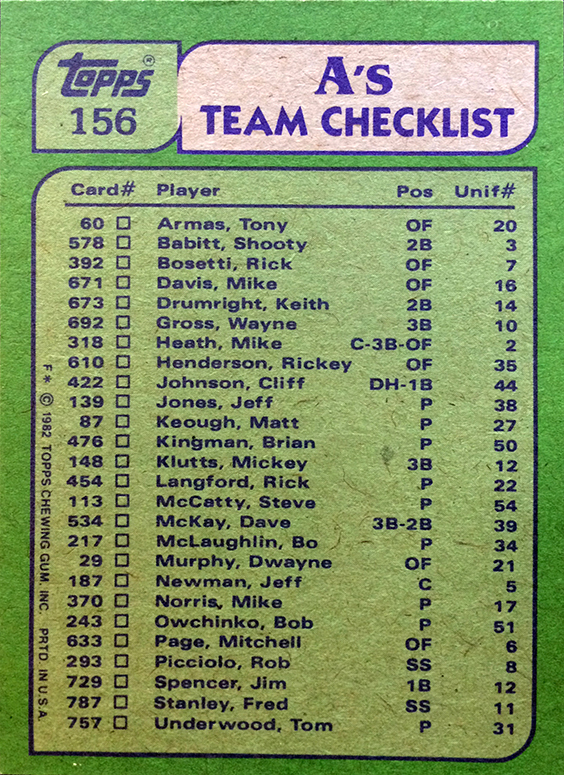 TOPPS®
156
A's
TEAM CHECKLIST
Card# Player Pos Unif#
60 Armas, Tony OF 20
578 Babitt, Shooty 2B 3
392 Bosetti, Rick OF 7
671 Davis, Mike OF 16
673 Drumright, Keith 2B 14
692 Gross, Wayne 3B 10
318 Heath, Mike C-3B-OF 2
610 Henderson, Rickey OF 35
422 Johnson, Cliff DH-1B 44
139 Jones, Jeff P 38
87 Keough, Matt P 27
476 Kingman, Brian P 50
148 Klutts, Mickey 3B 12
454 Langford, Rick P 22
113 McCatty, Steve P 54
534 McKay, Dave 3B-2B 39
217 McLaughlin, Bo P 34
29 Murphy, Dwayne OF 21
187 Newman, Jeff C 5
370 Norris, Mike P 17
243 Owchinko, Bob P 51
633 Page, Mitchell OF 6
293 Picciolo, Rob SS 8
729 Spencer, Jim 1B 12
787 Stanley, Fred SS 11
757 Underwood, Tom P 31
F* © 1982 TOPPS CHEWING GUM, INC. PRTD. IN U.S.A.